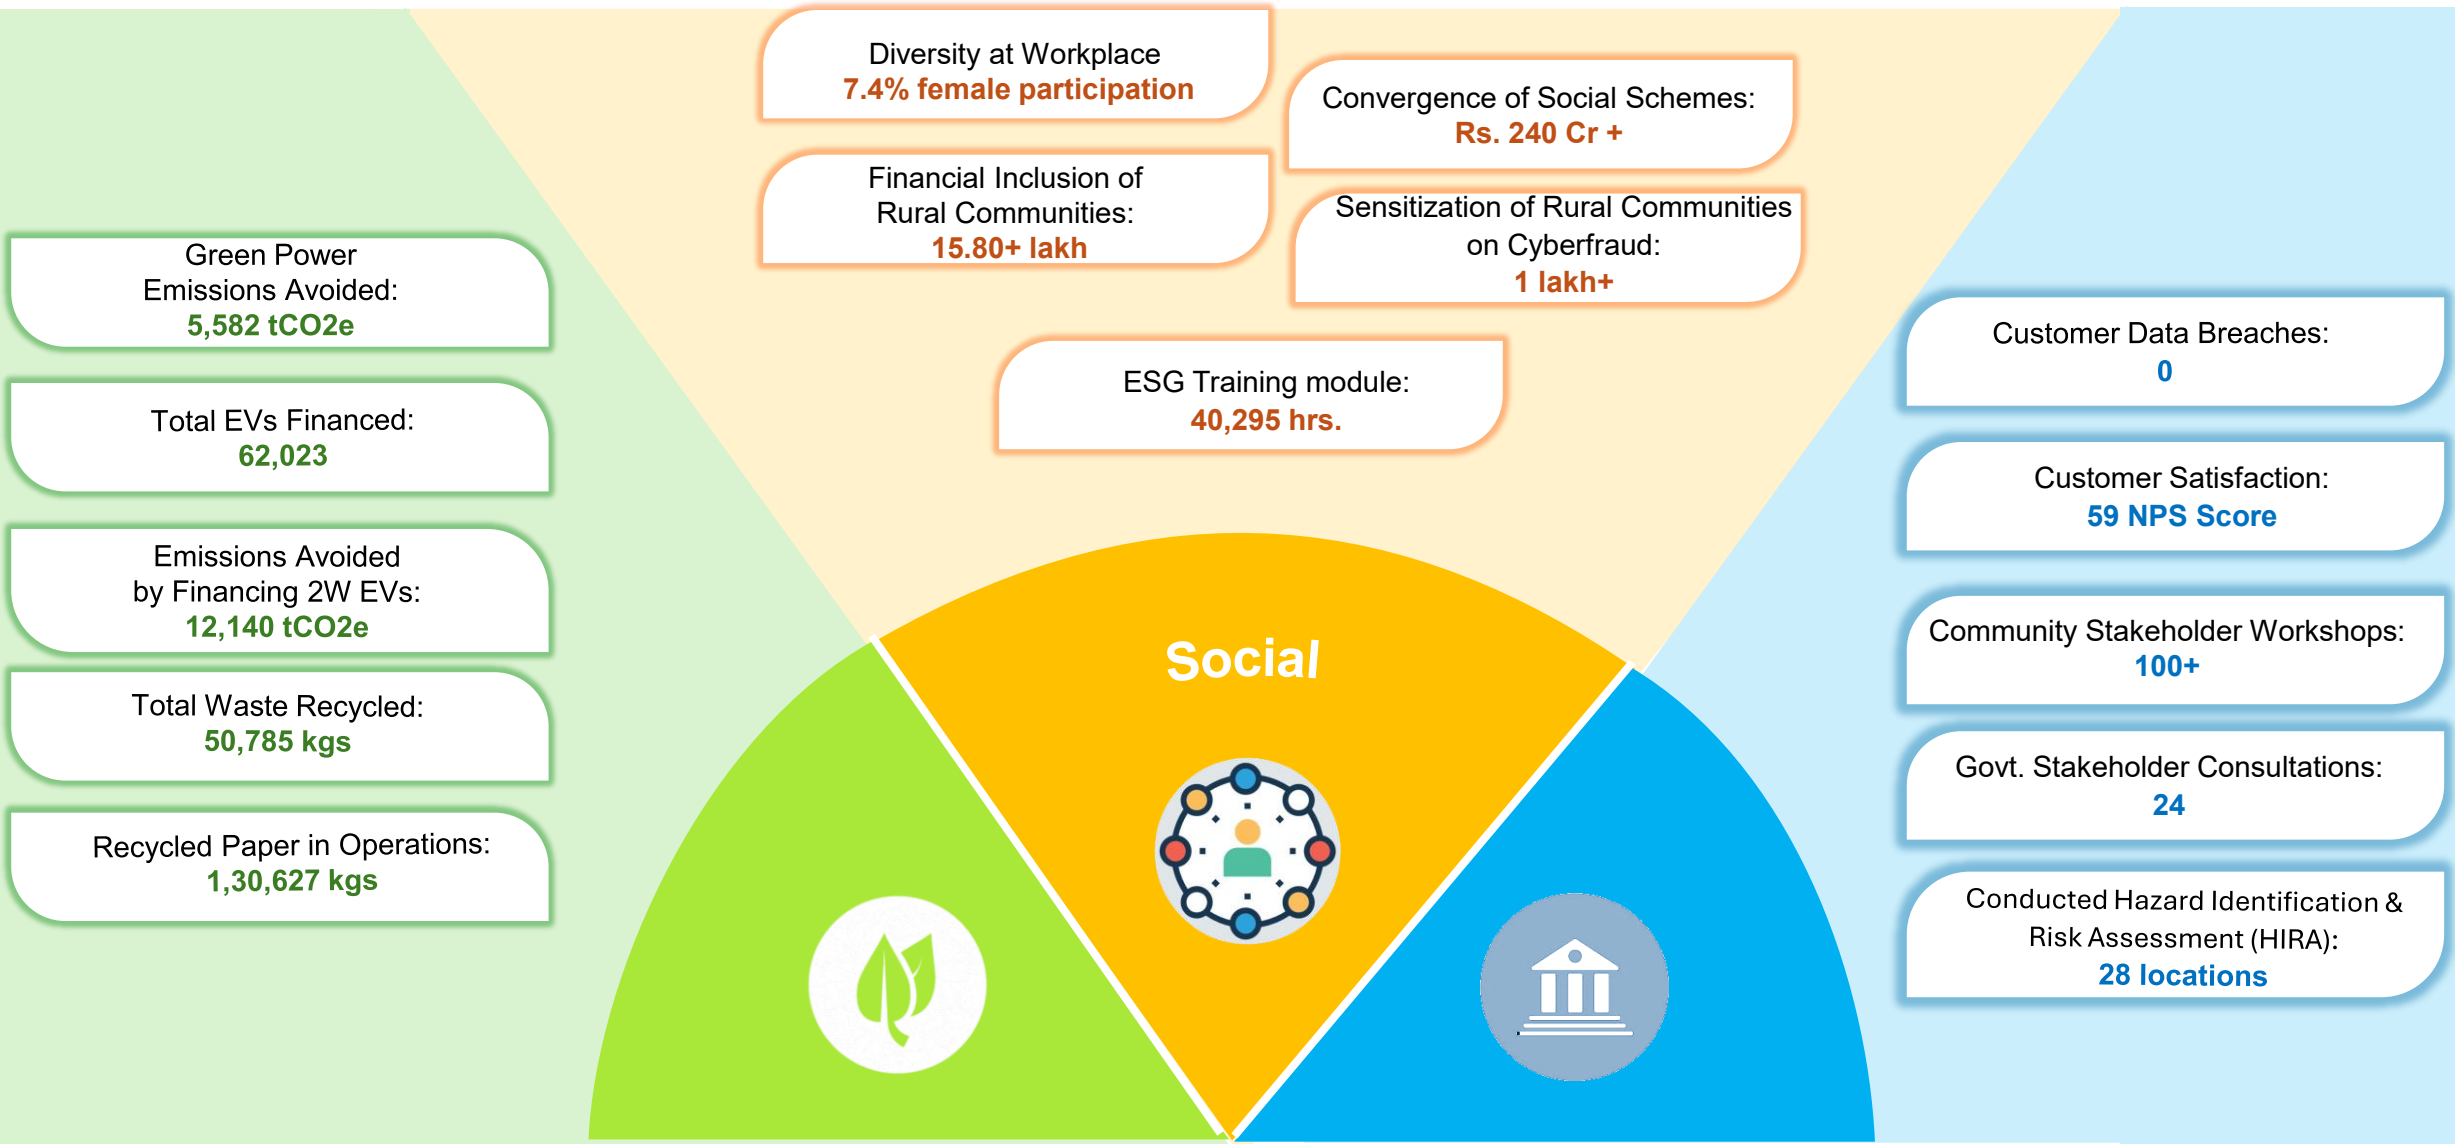 Diversity at Workplace
7.4% female participation
Convergence of Social Schemes:
Rs. 240 Cr +
Financial Inclusion of
Rural Communities:
15.80+ lakh
Sensitization of Rural Communities
on Cyberfraud:
1 lakh+
ESG Training module:
40,295 hrs.
Green Power
Emissions Avoided:
5,582 tCO2e
Total EVs Financed:
62,023
Emissions Avoided
by Financing 2W EVs:
12,140 tCO2e
Total Waste Recycled:
50,785 kgs
Recycled Paper in Operations:
1,30,627 kgs
Social
Customer Data Breaches:
0
Customer Satisfaction:
59 NPS Score
Community Stakeholder Workshops:
100+
Govt. Stakeholder Consultations:
24
Conducted Hazard Identification &
Risk Assessment (HIRA):
28 locations